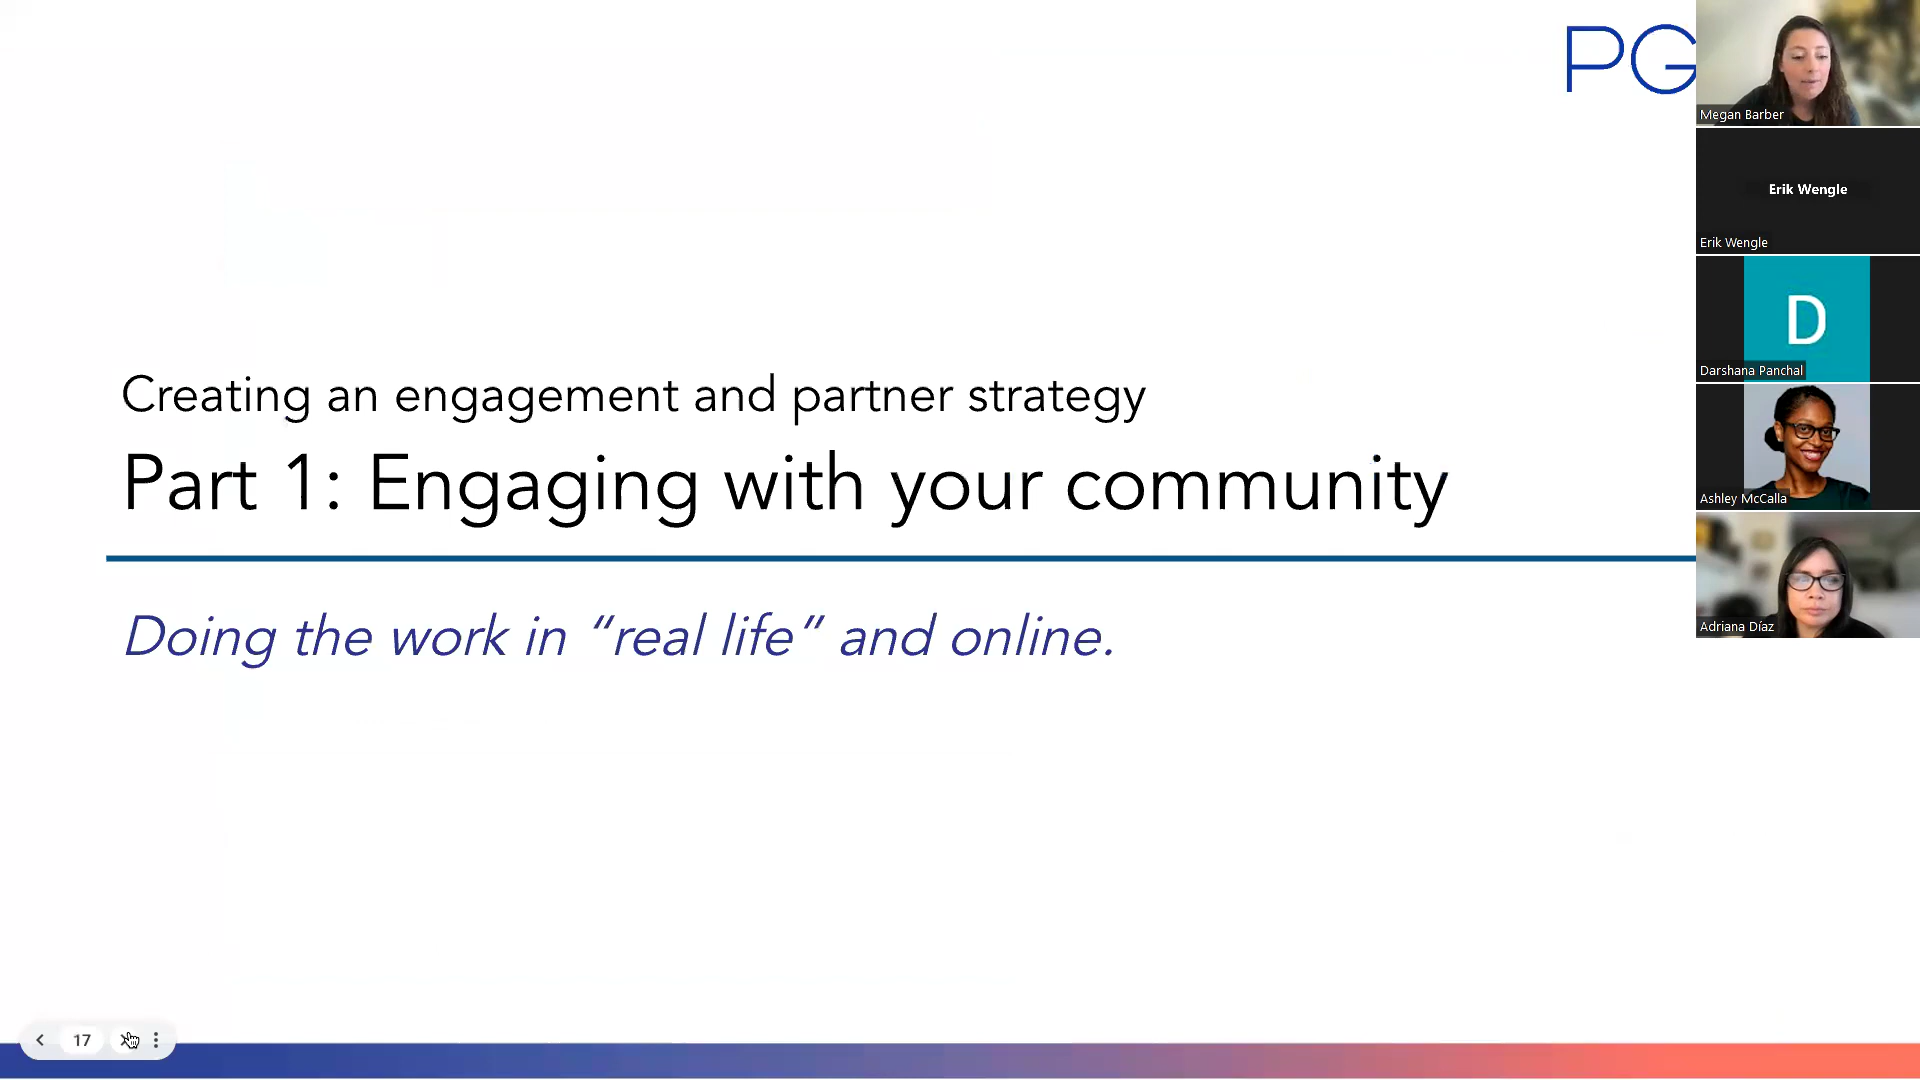 PG
Creating an engagement and partner strategy
Part 1: Engaging with your community
Doing the work in “real life” and online.
17
Megan Barber
Erik Wengle
Erik Wengle
D
Darshana Panchal
Ashley McCalla
Adriana Díaz